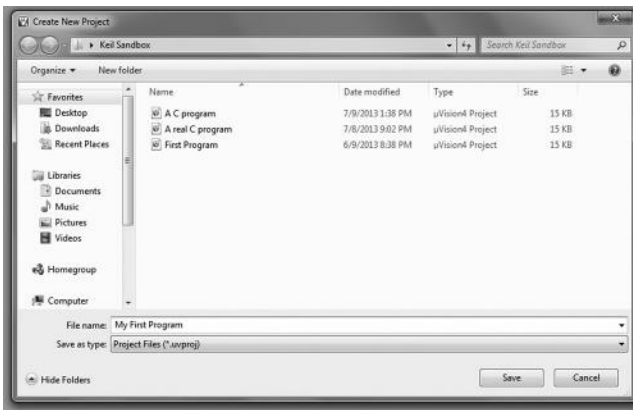 Create New Project
Keil Sandbox
Search Keil Sandbox
Organize
New folder
Name
Date modified
Type
Size
Favorites
Desktop
Downloads
Recent Places
Libraries
Documents
Music
Pictures
Videos
Homegroup
Computer
A C program 7/9/2013 1:38 PM µVision4 Project 15 KB
A real C program 7/8/2013 9:02 PM µVision4 Project 15 KB
First Program 6/9/2013 8:38 PM µVision4 Project 15 KB
File name: My First Program
Save as type: Project Files (*.uvproj)
Hide Folders
Save
Cancel